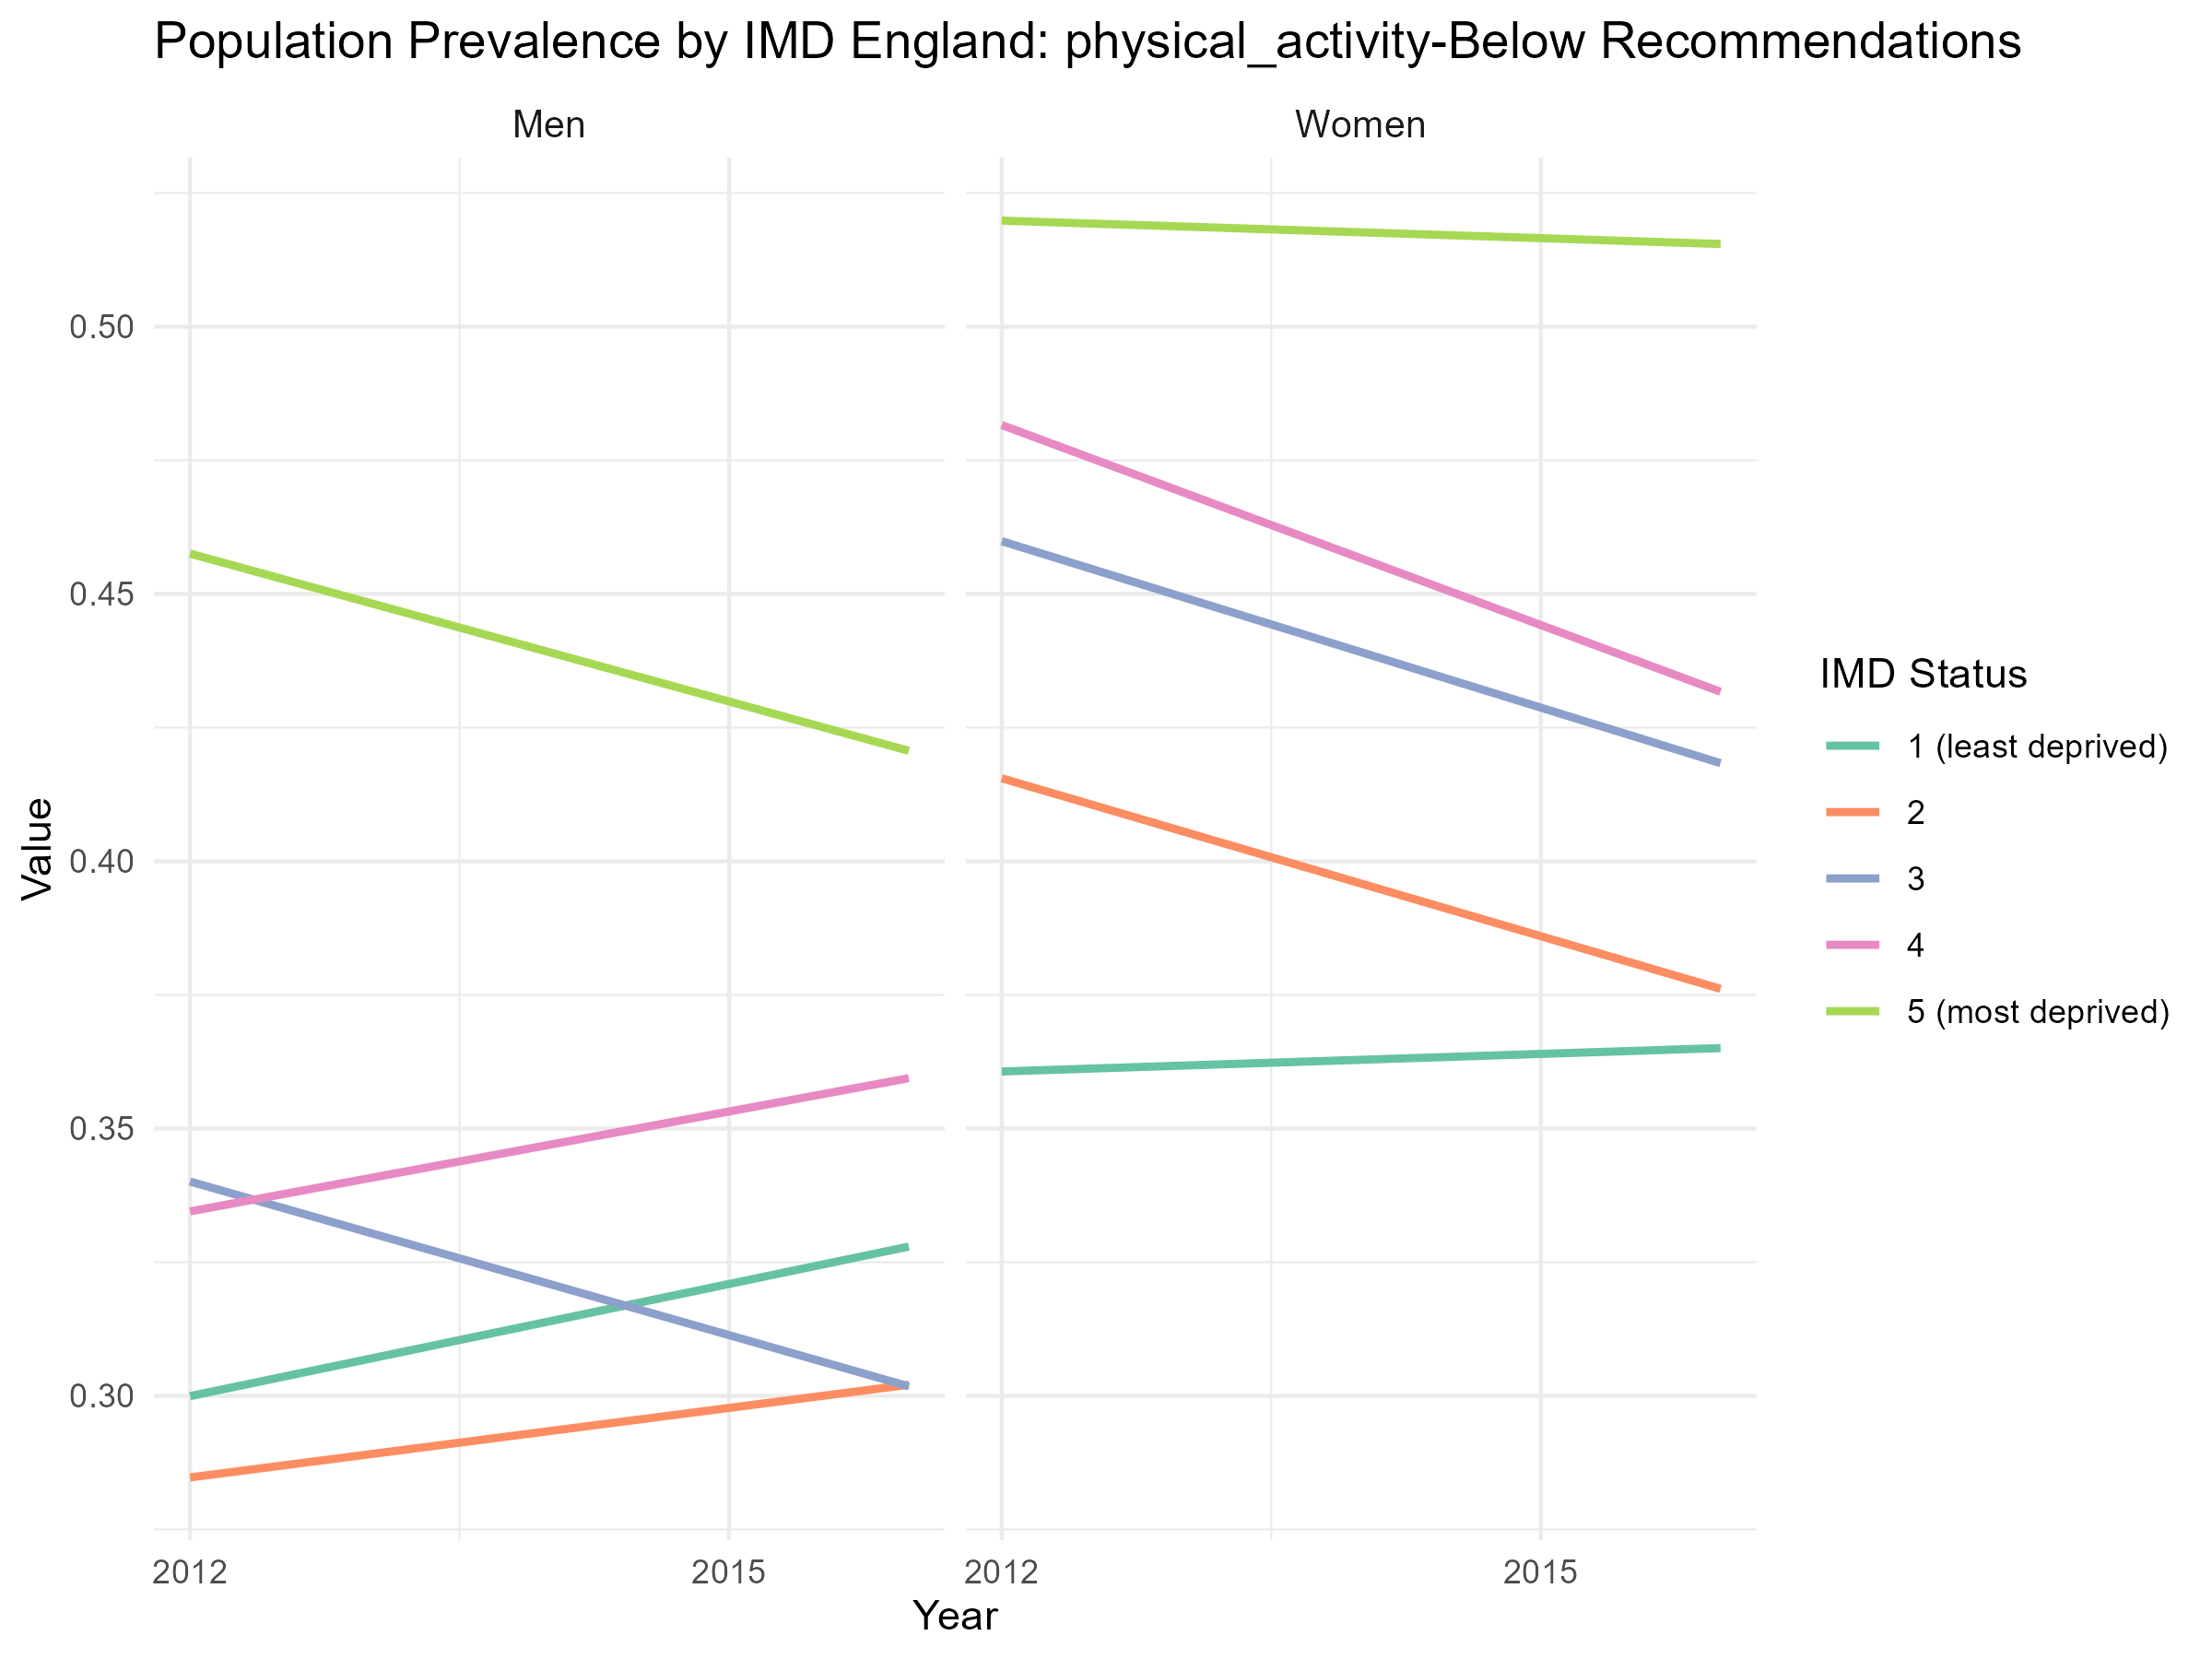 Population Prevalence by IMD England: physical_activity-Below Recommendations
Men
Women
0.50
0.45
0.40
0.35
0.30
Value
2012
2015
2012
2015
Year
IMD Status
1 (least deprived)
2
3
4
5 (most deprived)